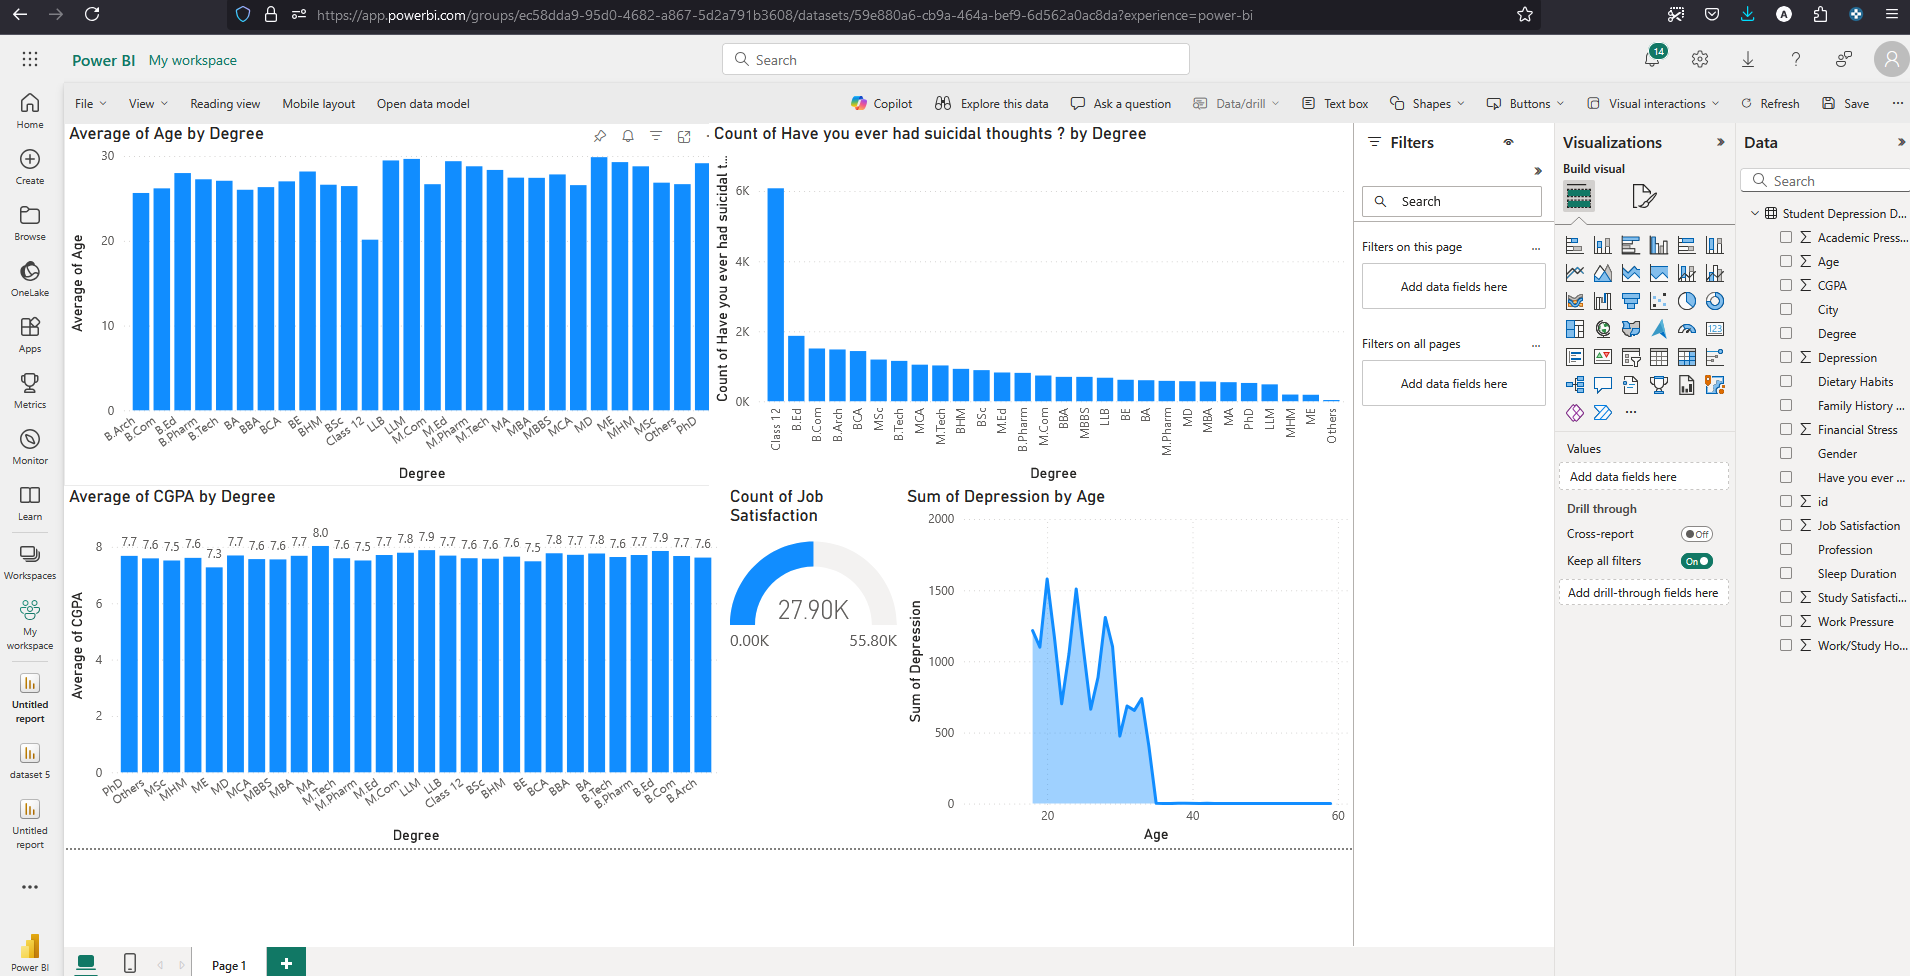 https://app.powerbi.com/groups/ec58dda9-95d0-4682-a867-5d2a791b3608/datasets/59e880a6-cb9a-464a-bef9-6d562a0ac8da?experience=power-bi
A
Power BI My workspace
Search
14
File View Reading view Mobile layout Open data model
Copilot Explore this data Ask a question Data/drill Text box Shapes Buttons Visual interactions Refresh Save ...
Home
Create
Browse
OneLake
Apps
Metrics
Monitor
Learn
Workspaces
My
workspace
Untitled
report
dataset 5
Untitled
report
Power BI
Average of Age by Degree
Average of Age
30
20
10
0
B.Arch B.Com B.Ed B.Pharm B.Tech BA BBA BCA BE BHM BSc Class 12 LLB LLM M.Com M.Ed M.Pharm M.Tech MA MBA MBBS MCA MD ME MHM MSc Others PhD
Degree
Count of Have you ever had suicidal thoughts ? by Degree
Count of Have you ever had suicidal t...
6K
4K
2K
0K
Class 12 B.Ed B.Com B.Arch BCA MSc B.Tech MCA M.Tech BHM BSc M.Ed B.Pharm M.Com BBA MBBS LLB BE BA M.Pharm MD MBA MA PhD LLM MHM ME Others
Degree
Average of CGPA by Degree
Average of CGPA
8
6
4
2
0
7.7 7.6 7.5 7.6 7.3 7.7 7.6 7.6 7.7 8.0 7.6 7.5 7.7 7.8 7.9 7.7 7.6 7.6 7.6 7.5 7.8 7.7 7.8 7.6 7.7 7.9 7.7 7.6
PhD Others MSc MHM ME MD MCA MBBS MBA MA M.Tech M.Pharm M.Ed M.Com LLM LLB Class 12 BSc BHM BE BCA BBA BA B.Tech B.Pharm B.Ed B.Com B.Arch
Degree
Count of Job
Satisfaction
27.90K
0.00K 55.80K
Sum of Depression by Age
Sum of Depression
2000
1500
1000
500
0
20 40 60
Age
Page 1
Filters
Search
Filters on this page ...
Add data fields here
Filters on all pages ...
Add data fields here
Visualizations
Build visual
123
...
Values
Add data fields here
Drill through
Cross-report Off
Keep all filters On
Add drill-through fields here
Data
Search
Student Depression D...
Academic Press...
Age
CGPA
City
Degree
Depression
Dietary Habits
Family History ...
Financial Stress
Gender
Have you ever ...
id
Job Satisfaction
Profession
Sleep Duration
Study Satisfacti...
Work Pressure
Work/Study Ho...